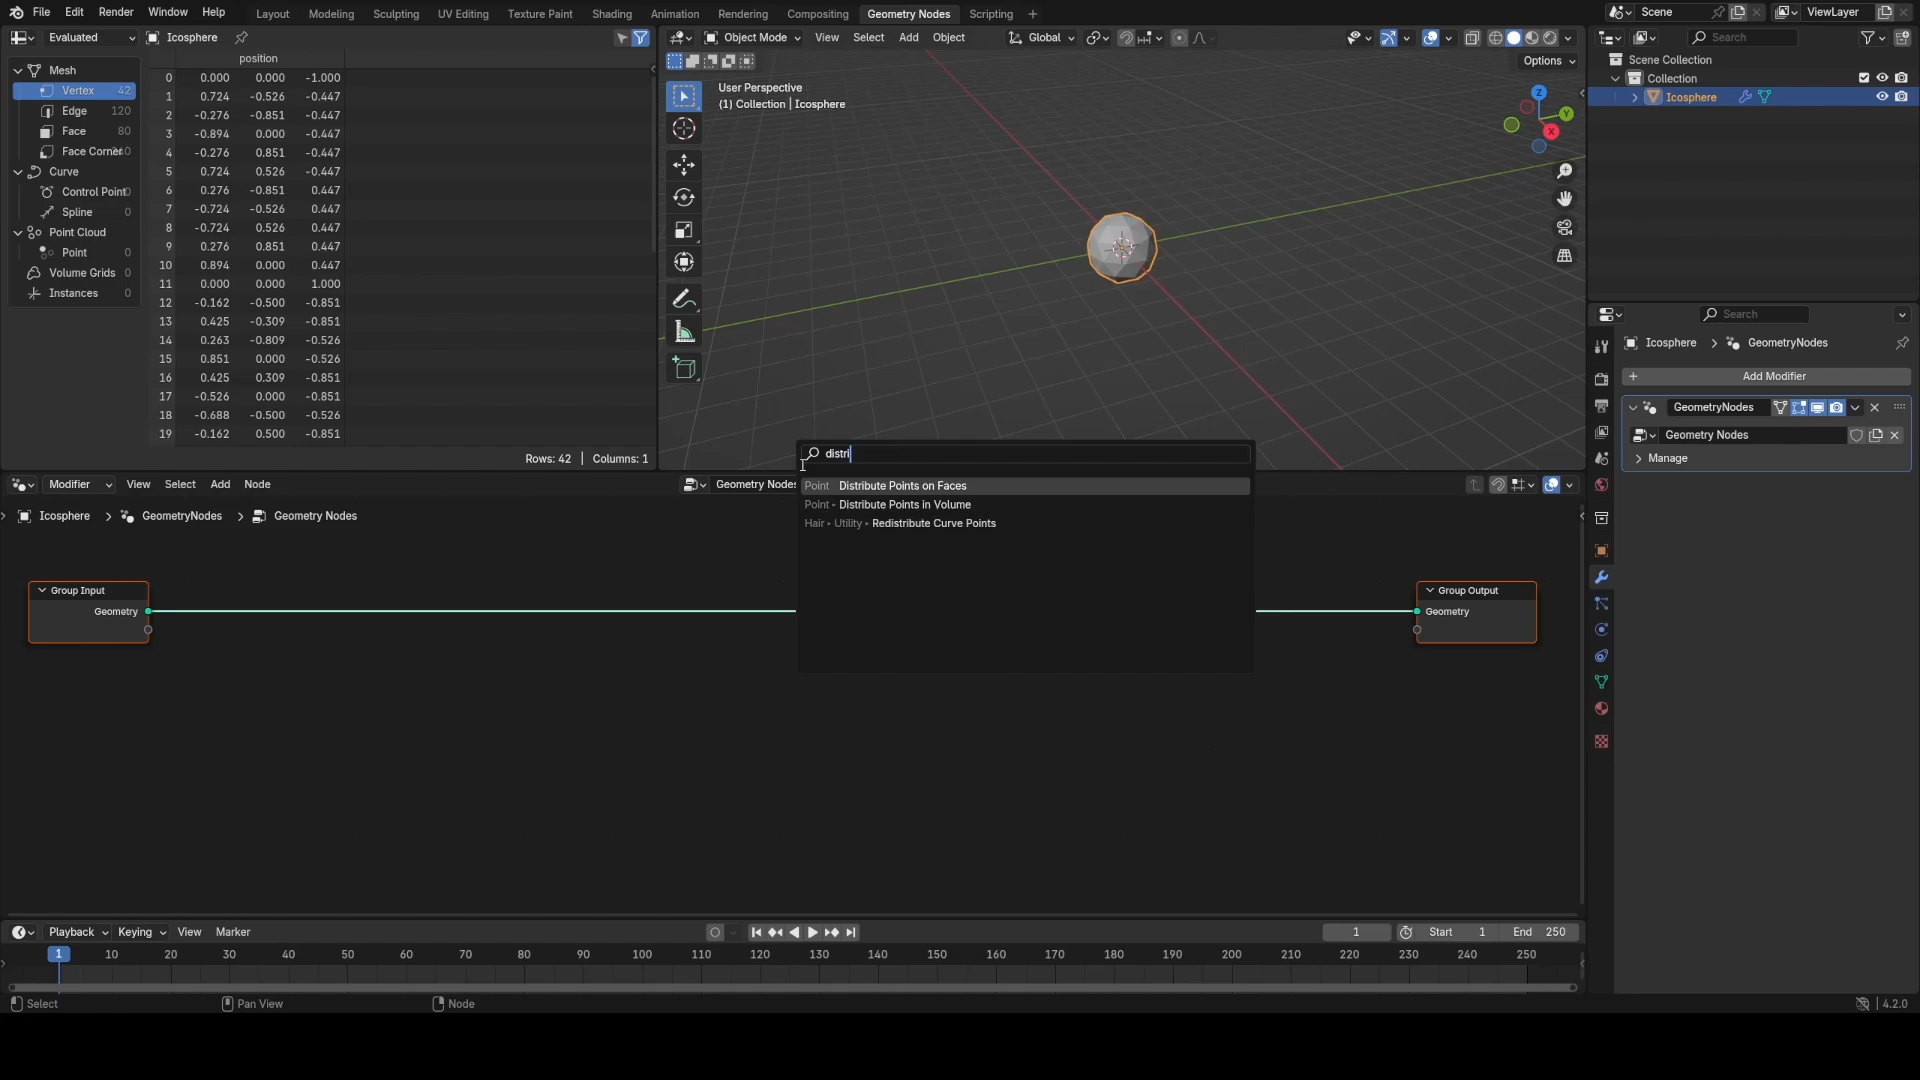 File Edit Render Window Help Layout Modeling Sculpting UV Editing Texture Paint Shading Animation Rendering Compositing Geometry Nodes Scripting + Scene ViewLayer
Evaluated Icosphere
Object Mode View Select Add Object Global
Search
position
Options
Mesh
Vertex 42
Edge 120
Face 80
Face Corner
Curve
Control Point
Spline 0
Point Cloud
Point 0
Volume Grids 0
Instances 0
0 0.000 0.000 -1.000
1 0.724 -0.526 -0.447
2 -0.276 -0.851 -0.447
3 -0.894 0.000 -0.447
4 -0.276 0.851 -0.447
5 0.724 0.526 -0.447
6 0.276 -0.851 0.447
7 -0.724 -0.526 0.447
8 -0.724 0.526 0.447
9 0.276 0.851 0.447
10 0.894 0.000 0.447
11 0.000 0.000 1.000
12 -0.162 -0.500 -0.851
13 0.425 -0.309 -0.851
14 0.263 -0.809 -0.526
15 0.851 0.000 -0.526
16 0.425 0.309 -0.851
17 -0.526 0.000 -0.851
18 -0.688 -0.500 -0.526
19 -0.162 0.500 -0.851
Rows: 42 | Columns: 1
User Perspective
(1) Collection | Icosphere
Z
Y
X
Scene Collection
Collection
Icosphere
Search
Icosphere > GeometryNodes
+ Add Modifier
GeometryNodes
Geometry Nodes
Manage
distri
Point Distribute Points on Faces
Point Distribute Points in Volume
Hair Utility Redistribute Curve Points
Modifier View Select Add Node Geometry Nodes
Icosphere > GeometryNodes > Geometry Nodes
Group Input
Geometry
Group Output
Geometry
Playback Keying View Marker 1 Start 1 End 250
1 10 20 30 40 50 60 70 80 90 100 110 120 130 140 150 160 170 180 190 200 210 220 230 240 250
Select Pan View Node 4.2.0